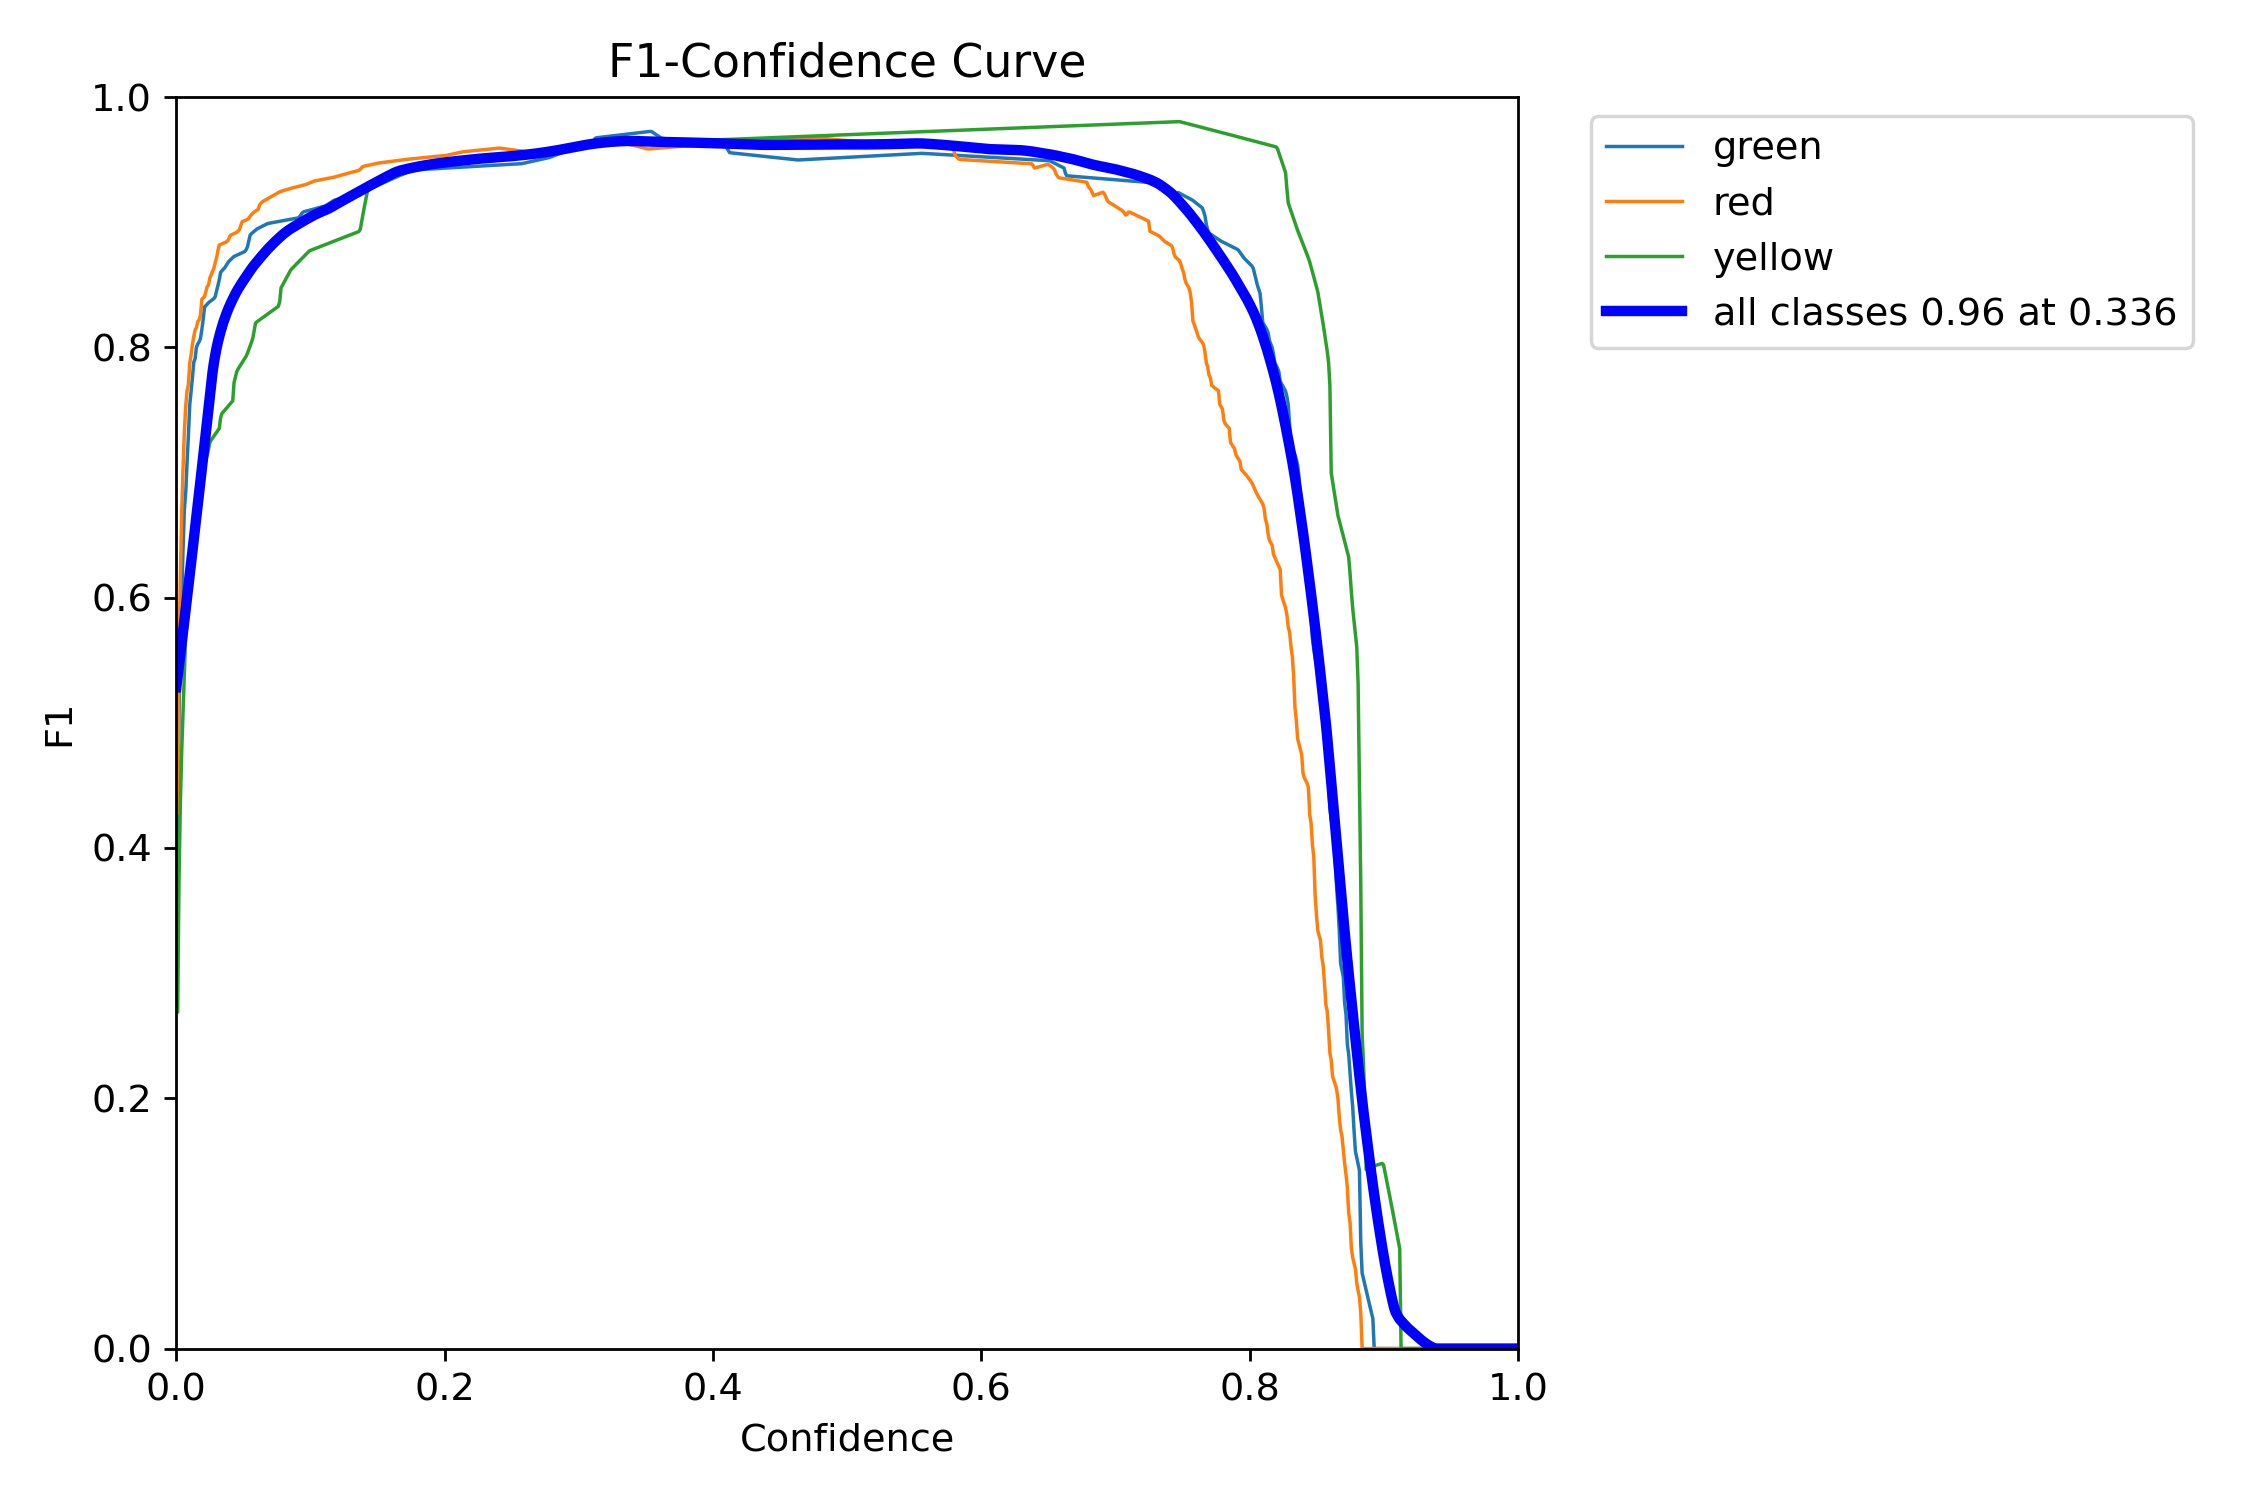 F1-Confidence Curve
1.0
0.8
0.6
0.4
0.2
0.0
F1
0.0 0.2 0.4 0.6 0.8 1.0
Confidence
green
red
yellow
all classes 0.96 at 0.336